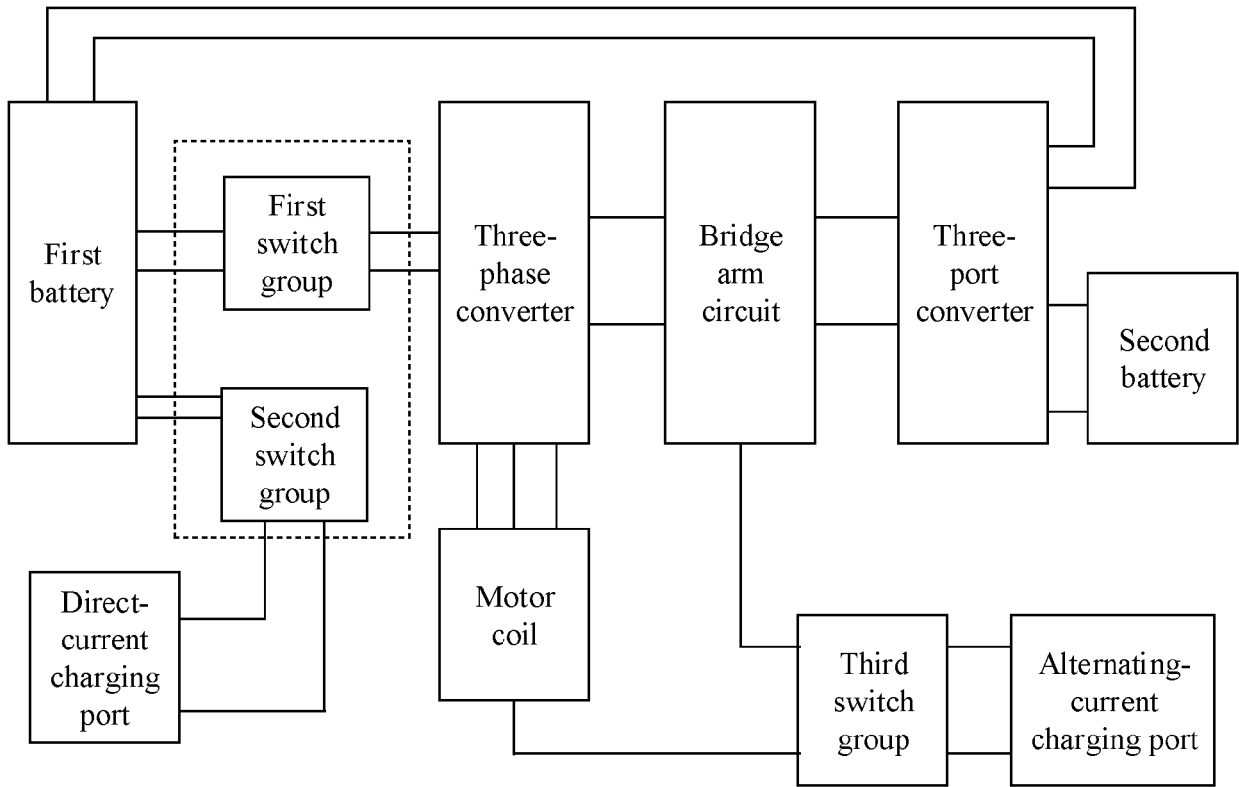 First
battery
First
switch
group
Second
switch
group
Direct-
current
charging
port
Three-
phase
converter
Motor
coil
Bridge
arm
circuit
Three-
port
converter
Second
battery
Third
switch
group
Alternating-
current
charging port